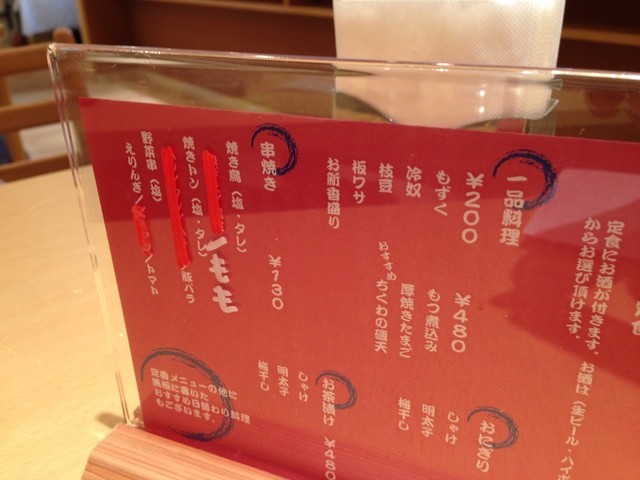 定食にお酒が付きます。お酒は(生ビール・ハイボ
からお選び頂けます。
一品料理
￥200
もずく
冷奴
枝豆
板ワサ
お新香盛り
￥480
もつ煮込み
厚焼きたまご
おすすめ ちくわの磯天
串焼き
￥130
焼き鳥(塩・タレ)
もも
焼きトン(塩・タレ)
豚バラ
野菜串(塩)
えりんぎ/
/トマト
おにぎり
しゃけ
明太子
梅干し
お茶漬け ￥480
しゃけ
明太子
梅干し
定番メニューの他に
黒板に書いた
おすすめ日替わり料理
もございます。